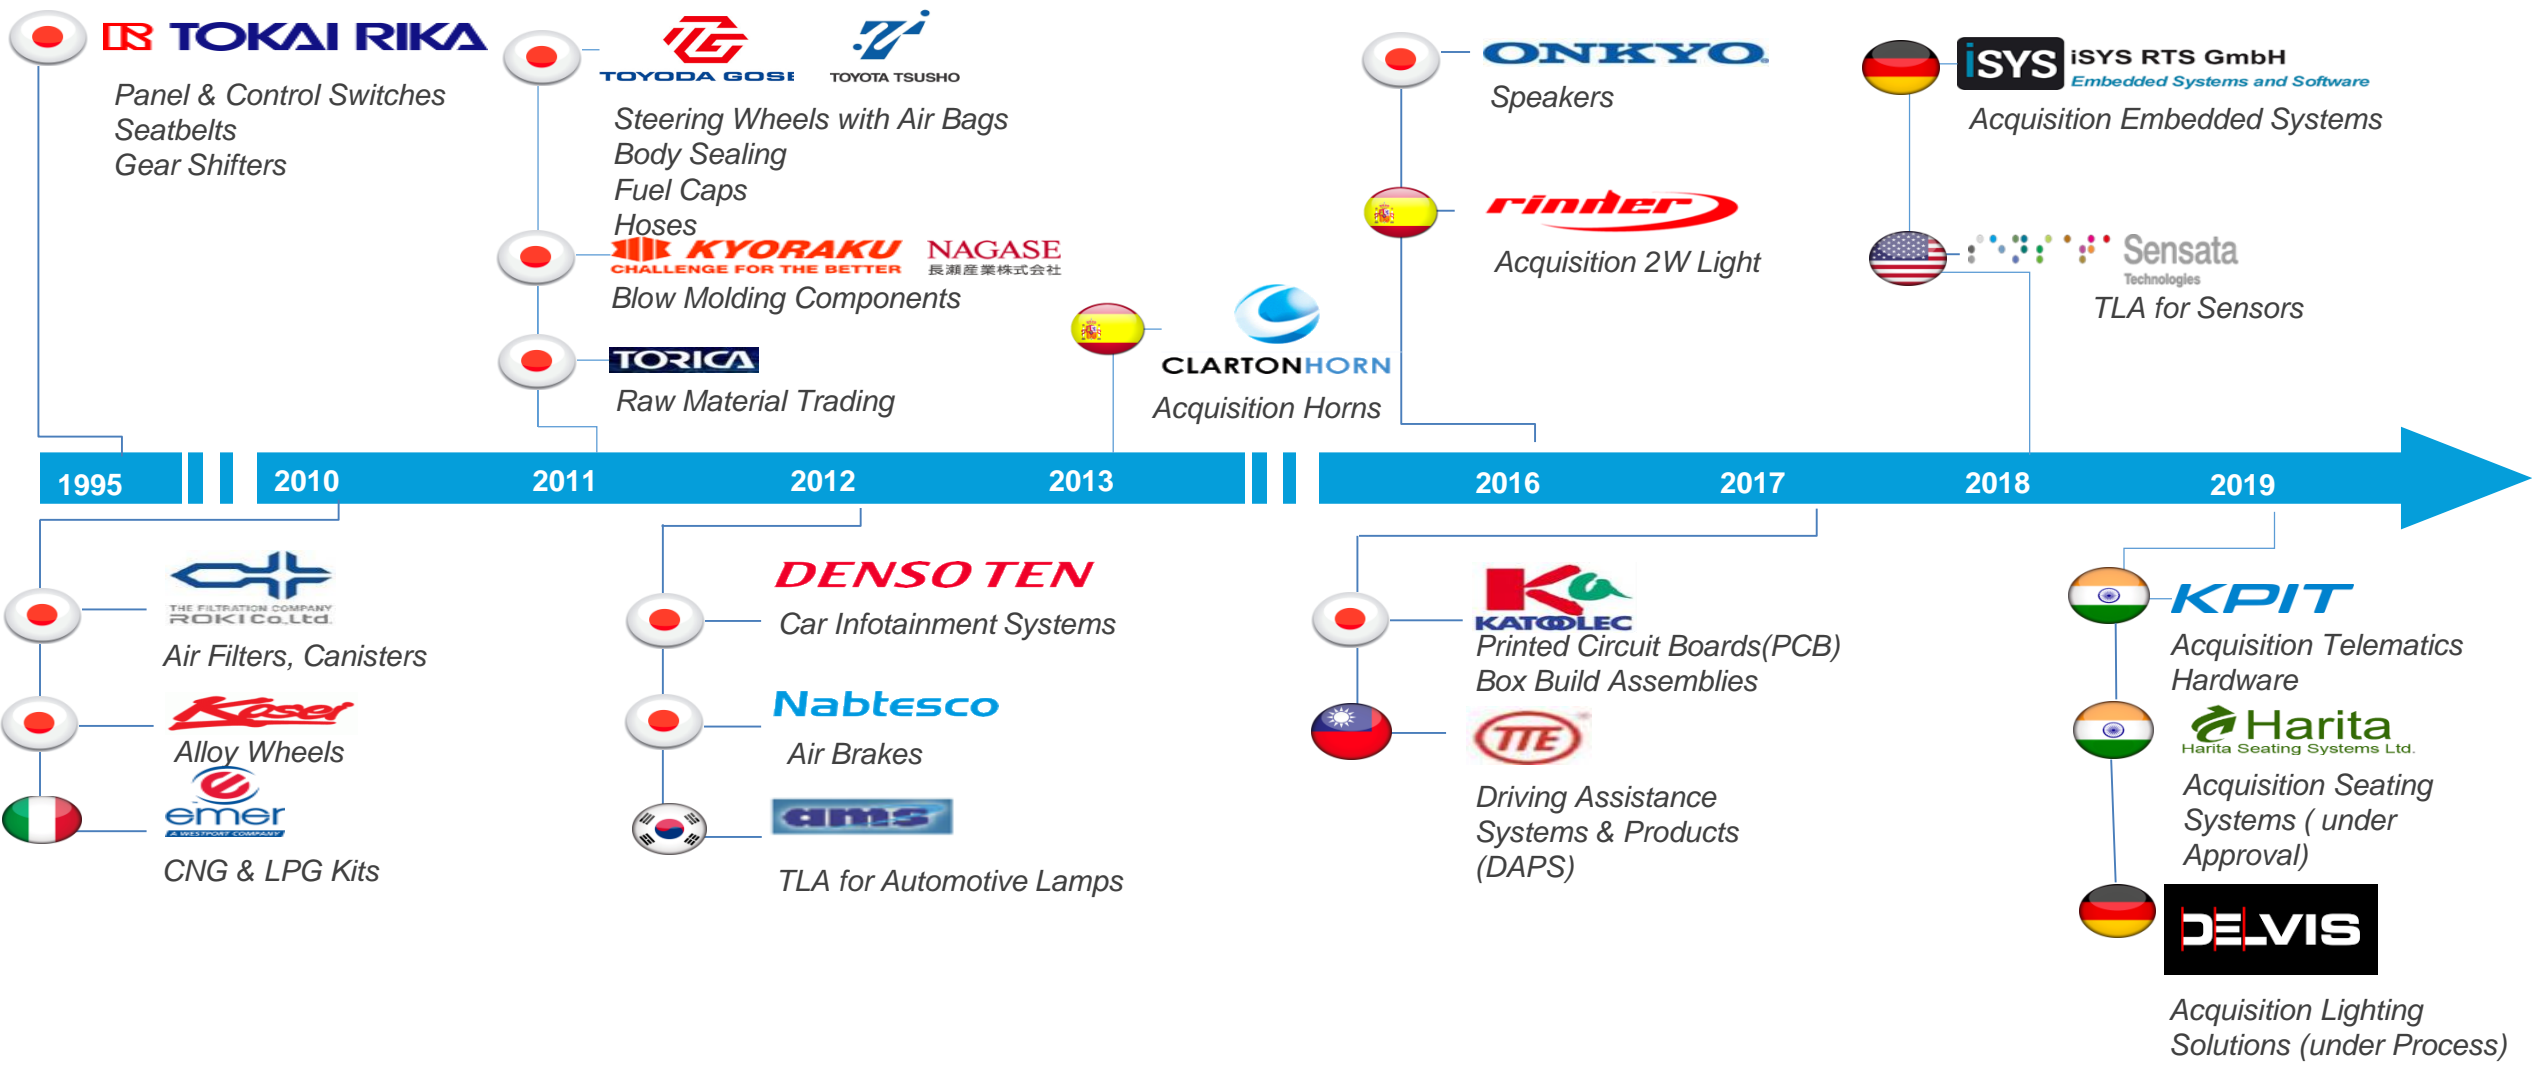 TOKAI RIKA
Panel & Control Switches
Seatbelts
Gear Shifters
TOYODA GOSE
TOYOTA TSUSHO
Steering Wheels with Air Bags
Body Sealing
Fuel Caps
Hoses
KYORAKU
CHALLENGE FOR THE BETTER
NAGASE
長瀬産業株式会社
Blow Molding Components
TORICA
Raw Material Trading
CLARTONHORN
Acquisition Horns
ONKYO
Speakers
rinder
Acquisition 2W Light
iSYS
iSYS RTS GmbH
Embedded Systems and Software
Acquisition Embedded Systems
Sensata
Technologies
TLA for Sensors
1995
2010
2011
2012
2013
2016
2017
2018
2019
THE FILTRATION COMPANY
ROKI Co.,Ltd.
Air Filters, Canisters
Kosei
Alloy Wheels
emer
A WESTPORT COMPANY
CNG & LPG Kits
DENSO TEN
Car Infotainment Systems
Nabtesco
Air Brakes
ams
TLA for Automotive Lamps
KATOOLEC
Printed Circuit Boards(PCB)
Box Build Assemblies
TTE
Driving Assistance
Systems & Products
(DAPS)
KPIT
Acquisition Telematics
Hardware
Harita
Harita Seating Systems Ltd.
Acquisition Seating
Systems ( under
Approval)
DELVIS
Acquisition Lighting
Solutions (under Process)